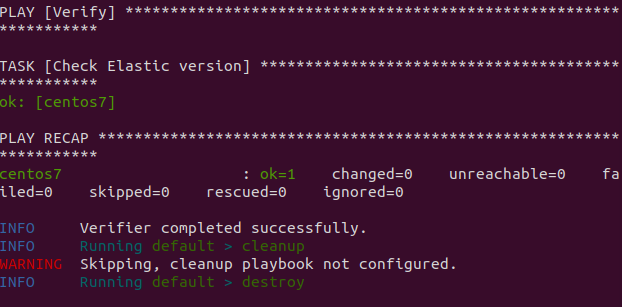 PLAY [Verify] *******************************************************
***********
TASK [Check Elastic version] ****************************************
***********
ok: [centos7]
PLAY RECAP **********************************************************
***********
centos7                    : ok=1    changed=0    unreachable=0    fa
iled=0    skipped=0    rescued=0    ignored=0
INFO     Verifier completed successfully.
INFO     Running default > cleanup
WARNING  Skipping, cleanup playbook not configured.
INFO     Running default > destroy